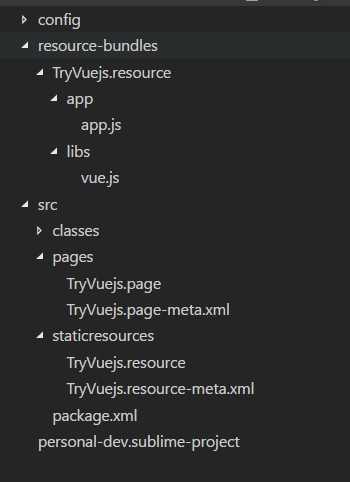 config
resource-bundles
TryVuejs.resource
app
app.js
libs
vue.js
src
classes
pages
TryVuejs.page
TryVuejs.page-meta.xml
staticresources
TryVuejs.resource
TryVuejs.resource-meta.xml
package.xml
personal-dev.sublime-project